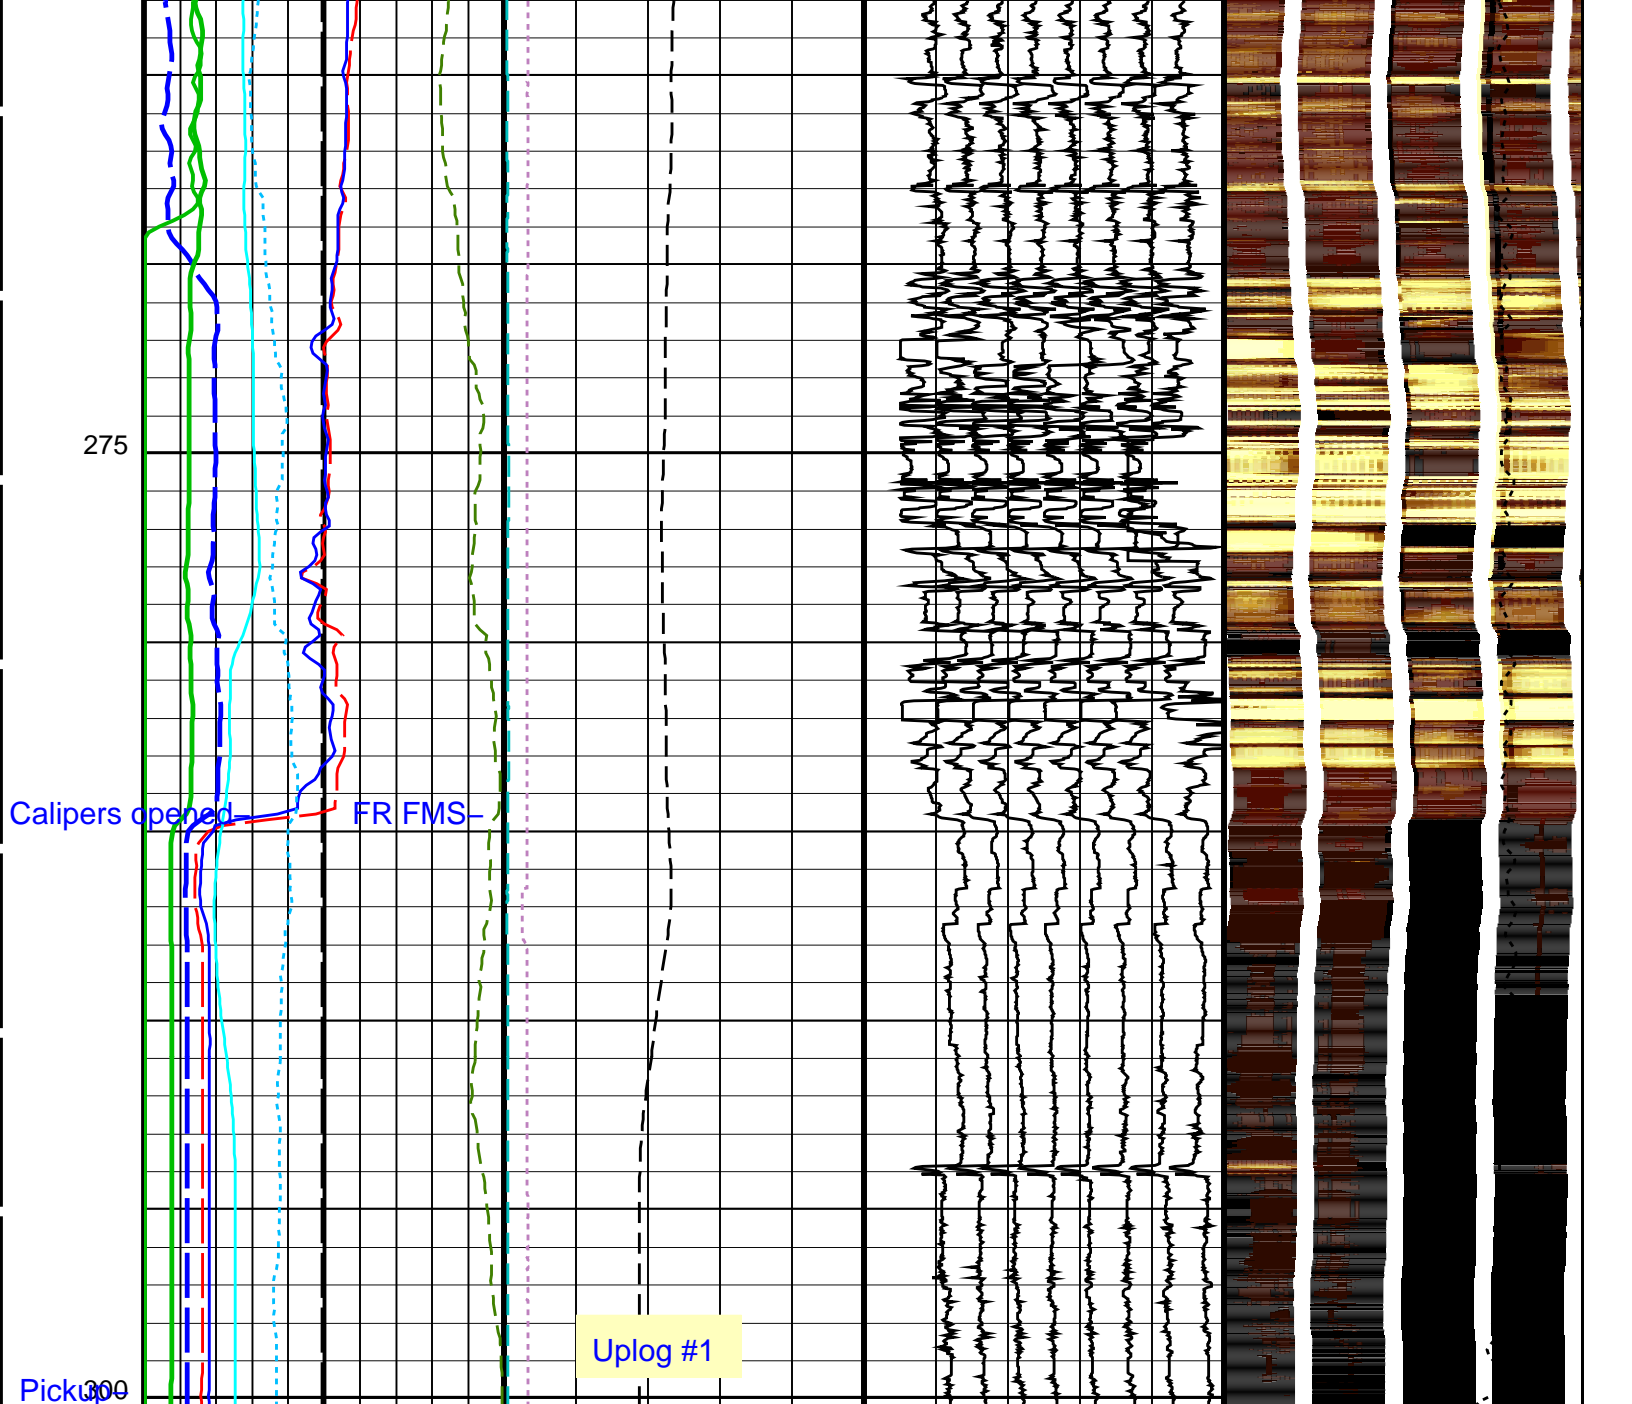 275
Calipers opened–
FR FMS–
Uplog #1
Pickup–
300